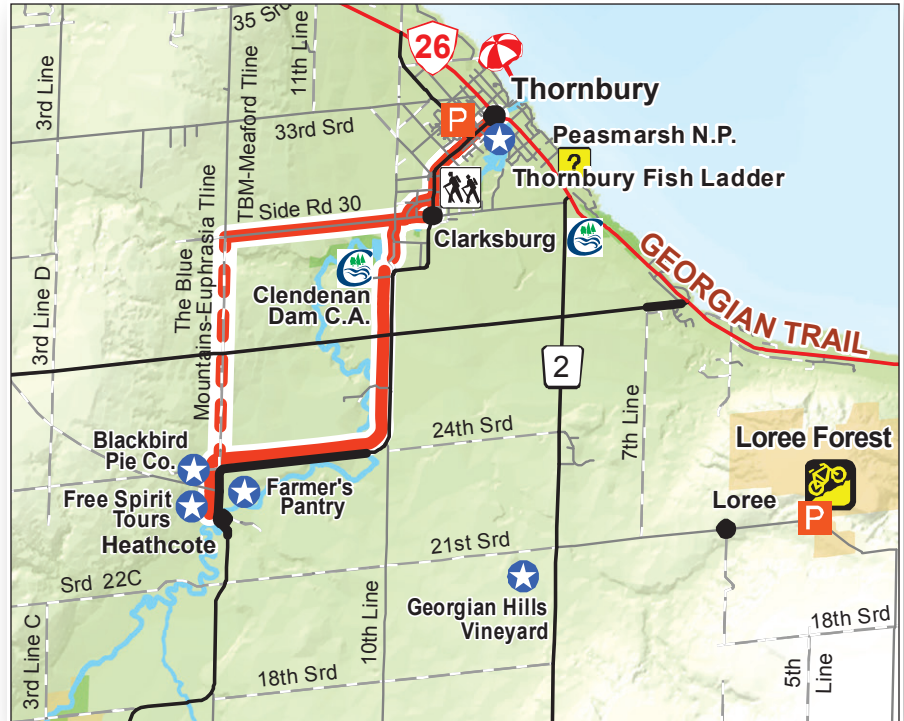 35 Srd
26
3rd Line
11th Line
TBM-Meaford Tline
Thornbury
P
33rd Srd
Peasmarsh N.P.
?
Thornbury Fish Ladder
Side Rd 30
Clarksburg
The Blue
Mountains-Euphrasia Tline
GEORGIAN TRAIL
Clendenan
Dam C.A.
3rd Line D
2
7th Line
24th Srd
Blackbird
Pie Co.
Loree Forest
Farmer's
Pantry
Free Spirit
Tours
Loree
P
Heathcote
21st Srd
Srd 22C
Georgian Hills
Vineyard
10th Line
18th Srd
3rd Line C
18th Srd
5th
Line